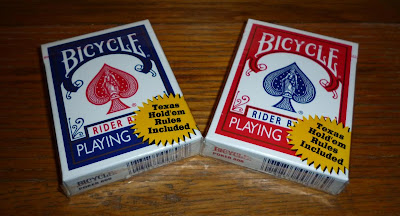 BICYCLE
RIDER B
PLAYING
Texas
Hold'em
Rules
Included
BICYCLE
RIDER B
PLAYING
Texas
Hold'em
Rules
Included